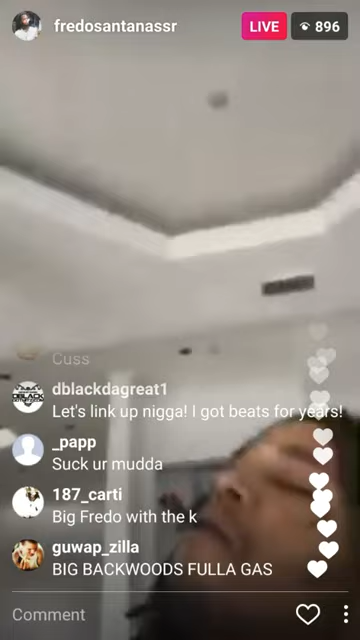 fredosantanassr
LIVE
896
Cuss
dblackdagreat1
Let's link up nigga! I got beats for years!
_papp
Suck ur mudda
187_carti
Big Fredo with the k
guwap_zilla
BIG BACKWOODS FULLA GAS
Comment